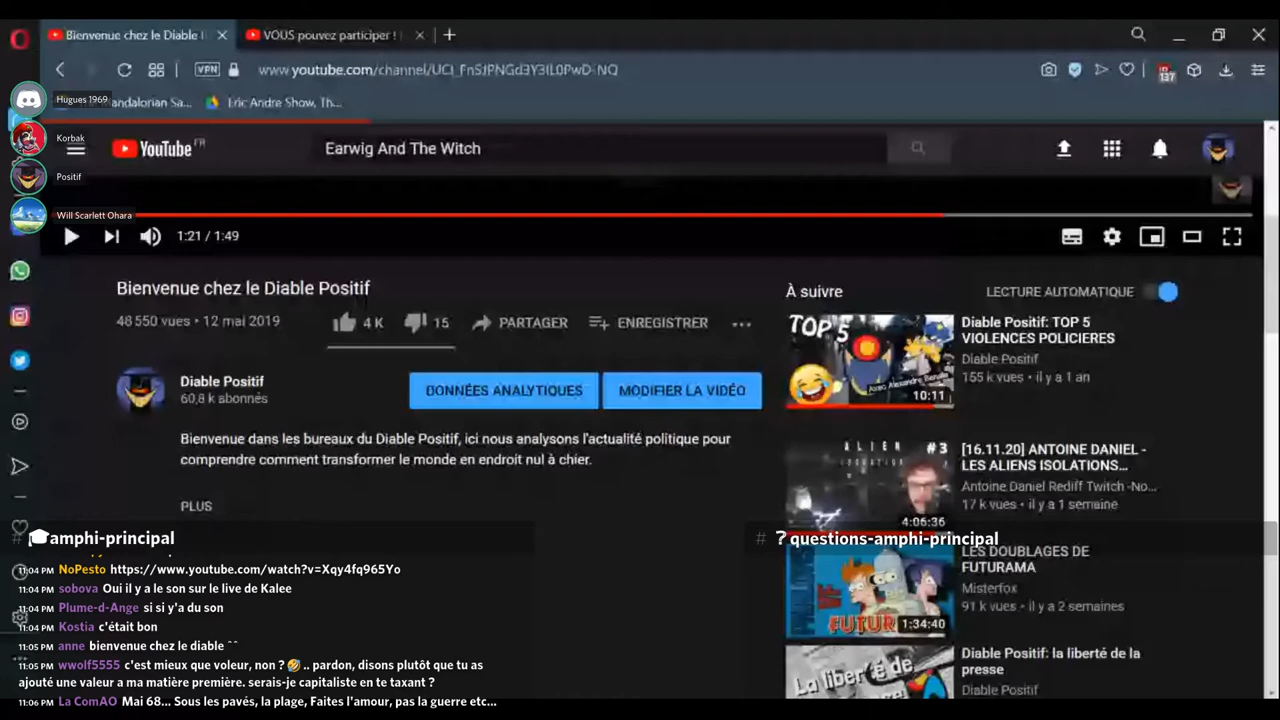 Bienvenue chez le Diable
VOUS pouvez participer !
VPN
137
Hugues 1969
andalorian Sa...
Eric Andre Show, Th...
Korbak
YouTube FR
Earwig And The Witch
Positif
Will Scarlett Ohara
1:21 / 1:49
Bienvenue chez le Diable Positif
48 550 vues • 12 mai 2019
4 K
15
PARTAGER
ENREGISTRER
Diable Positif
60,8 k abonnés
DONNÉES ANALYTIQUES
MODIFIER LA VIDÉO
Bienvenue dans les bureaux du Diable Positif, ici nous analysons l'actualité politique pour
comprendre comment transformer le monde en endroit nul à chier.
PLUS
À suivre
LECTURE AUTOMATIQUE
TOP 5
10:11
Diable Positif: TOP 5
VIOLENCES POLICIERES
Diable Positif
155 k vues • il y a 1 an
ALIEN
#3
4:06:36
[16.11.20] ANTOINE DANIEL -
LES ALIENS ISOLATIONS...
Antoine Daniel Rediff Twitch -No...
17 k vues • il y a 1 semaine
FUTUR
1:34:40
LES DOUBLAGES DE
FUTURAMA
Misterfox
91 k vues • il y a 2 semaines
La liberté de
la presse
Diable Positif: la liberté de la
presse
Diable Positif
# 🎓amphi-principal
# ?questions-amphi-principal
11:04 PM NoPesto https://www.youtube.com/watch?v=Xqy4fq965Yo
11:04 PM sobova Oui il y a le son sur le live de Kalee
11:04 PM Plume-d-Ange si si y'a du son
11:04 PM Kostia c'était bon
11:05 PM anne bienvenue chez le diable ^^
11:05 PM wwolf5555 c'est mieux que voleur, non ? 🤣 .. pardon, disons plutôt que tu as
ajouté une valeur a ma matière première. serais-je capitaliste en te taxant ?
11:06 PM La ComAO Mai 68... Sous les pavés, la plage, Faites l'amour, pas la guerre etc...